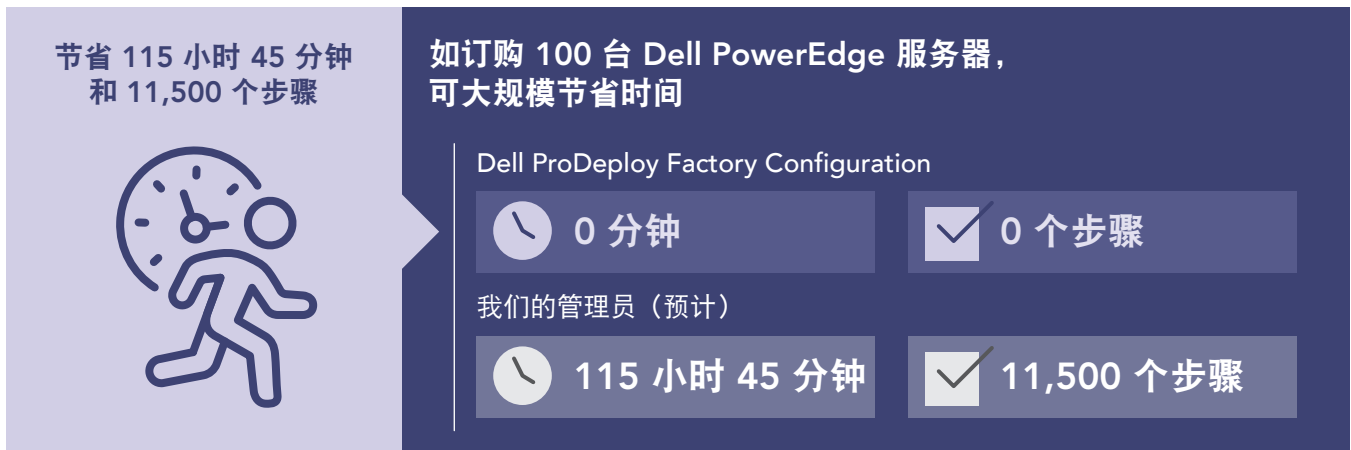 节省 115 小时 45 分钟
和 11,500 个步骤
如订购 100 台 Dell PowerEdge 服务器，
可大规模节省时间
Dell ProDeploy Factory Configuration
0 分钟
0 个步骤
我们的管理员（预计）
115 小时 45 分钟
11,500 个步骤